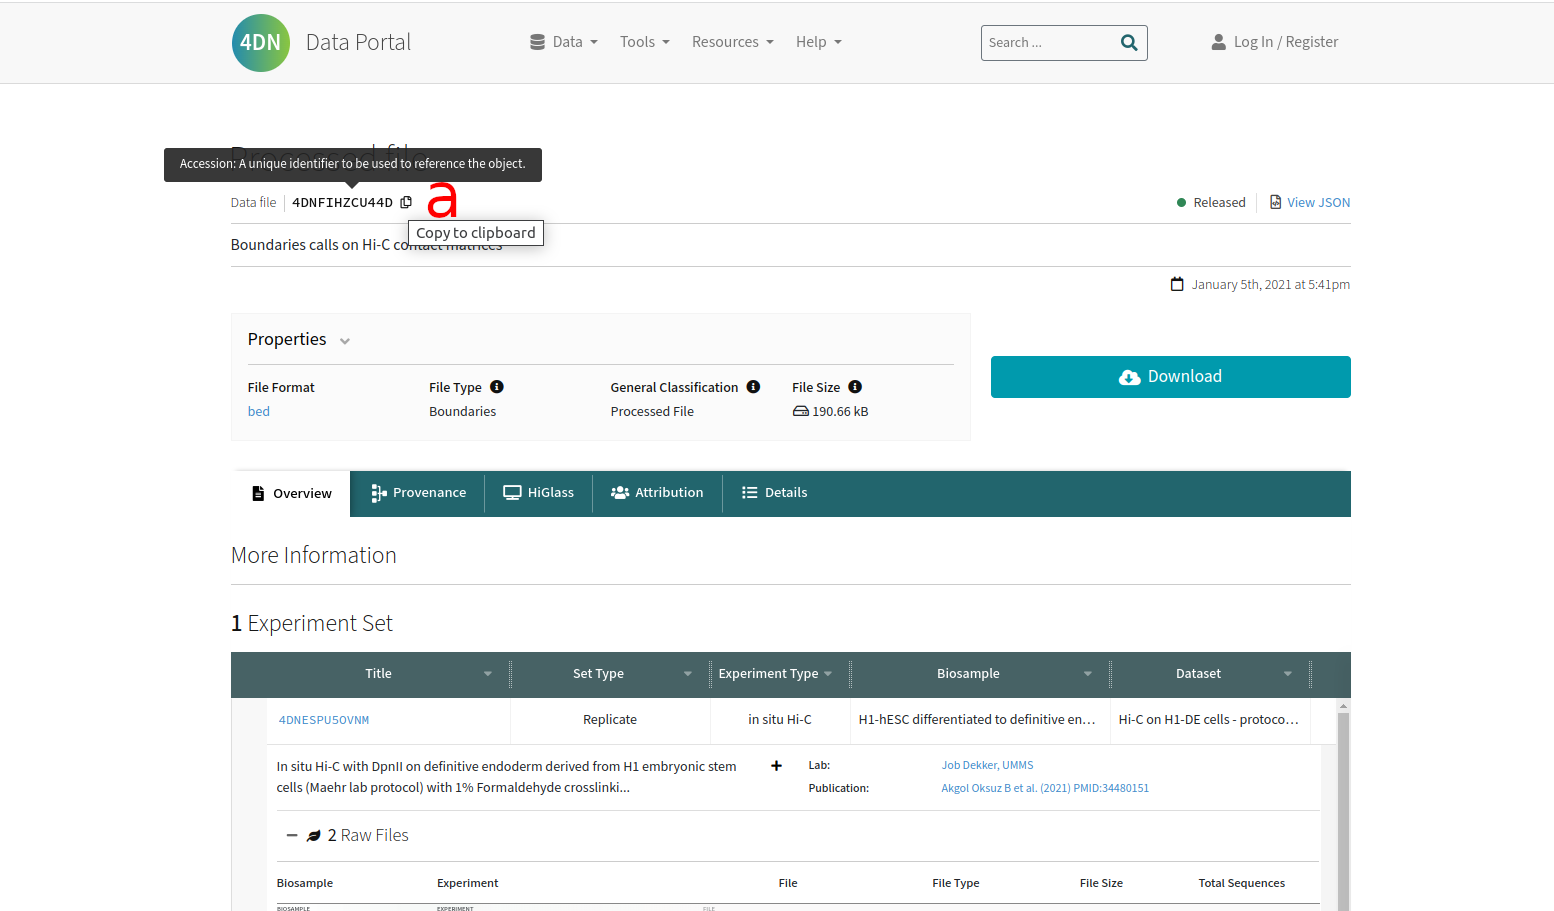 4DN Data Portal Data Tools Resources Help Search ... Log In / Register
Processed file
Accession: A unique identifier to be used to reference the object.
Data file 4DNFIHZCU44D a Released View JSON
Copy to clipboard
Boundaries calls on Hi-C contact matrices
January 5th, 2021 at 5:41pm
Properties
File Format File Type General Classification File Size
bed Boundaries Processed File 190.66 kB
Download
Overview Provenance HiGlass Attribution Details
More Information
1 Experiment Set
Title Set Type Experiment Type Biosample Dataset
4DNESPU5OVNM Replicate in situ Hi-C H1-hESC differentiated to definitive en... Hi-C on H1-DE cells - protoco...
In situ Hi-C with DpnII on definitive endoderm derived from H1 embryonic stem Lab: Job Dekker, UMMS
cells (Maehr lab protocol) with 1% Formaldehyde crosslinki... Publication: Akgol Oksuz B et al. (2021) PMID:34480151
2 Raw Files
Biosample Experiment File File Type File Size Total Sequences
BIOSAMPLE EXPERIMENT FILE